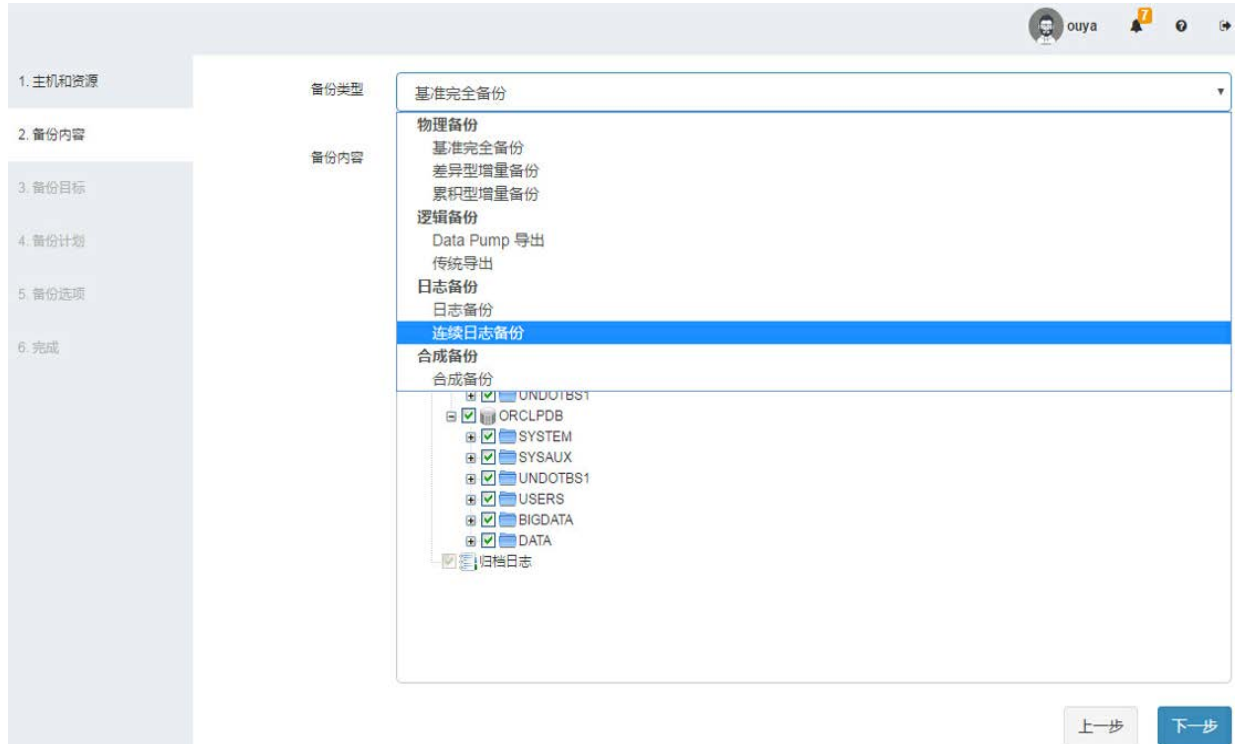 7
ouya
1. 主机和资源
2. 备份内容
3. 备份目标
4. 备份计划
5. 备份选项
6. 完成
备份类型
基准完全备份
备份内容
物理备份
基准完全备份
差异型增量备份
累积型增量备份
逻辑备份
Data Pump 导出
传统导出
日志备份
日志备份
连续日志备份
合成备份
合成备份
UNDOTBS1
ORCLPDB
SYSTEM
SYSAUX
UNDOTBS1
USERS
BIGDATA
DATA
归档日志
上一步
下一步